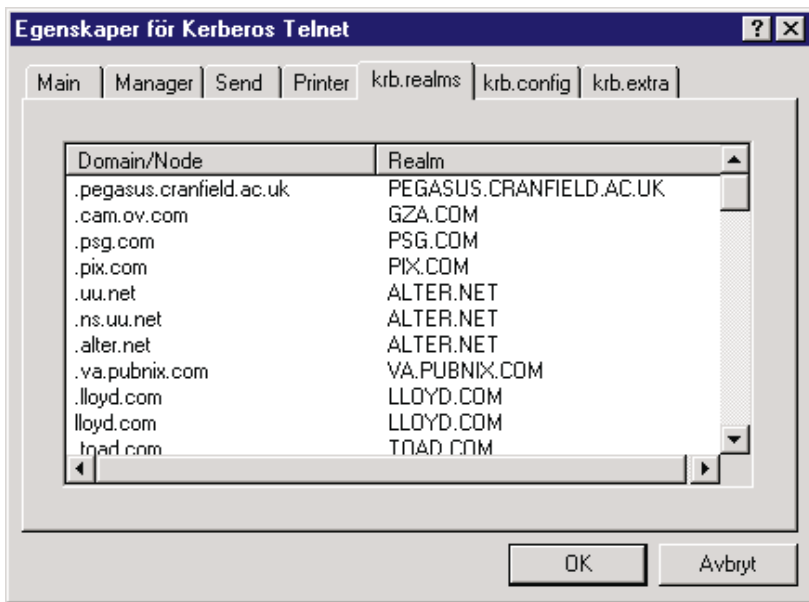 Egenskaper för Kerberos Telnet
Main Manager Send Printer krb.realms krb.config krb.extra
Domain/Node Realm
.pegasus.cranfield.ac.uk PEGASUS.CRANFIELD.AC.UK
.cam.ov.com GZA.COM
.psg.com PSG.COM
.pix.com PIX.COM
.uu.net ALTER.NET
.ns.uu.net ALTER.NET
.alter.net ALTER.NET
.va.pubnix.com VA.PUBNIX.COM
.lloyd.com LLOYD.COM
lloyd.com LLOYD.COM
.toad.com TOAD.COM
OK Avbryt